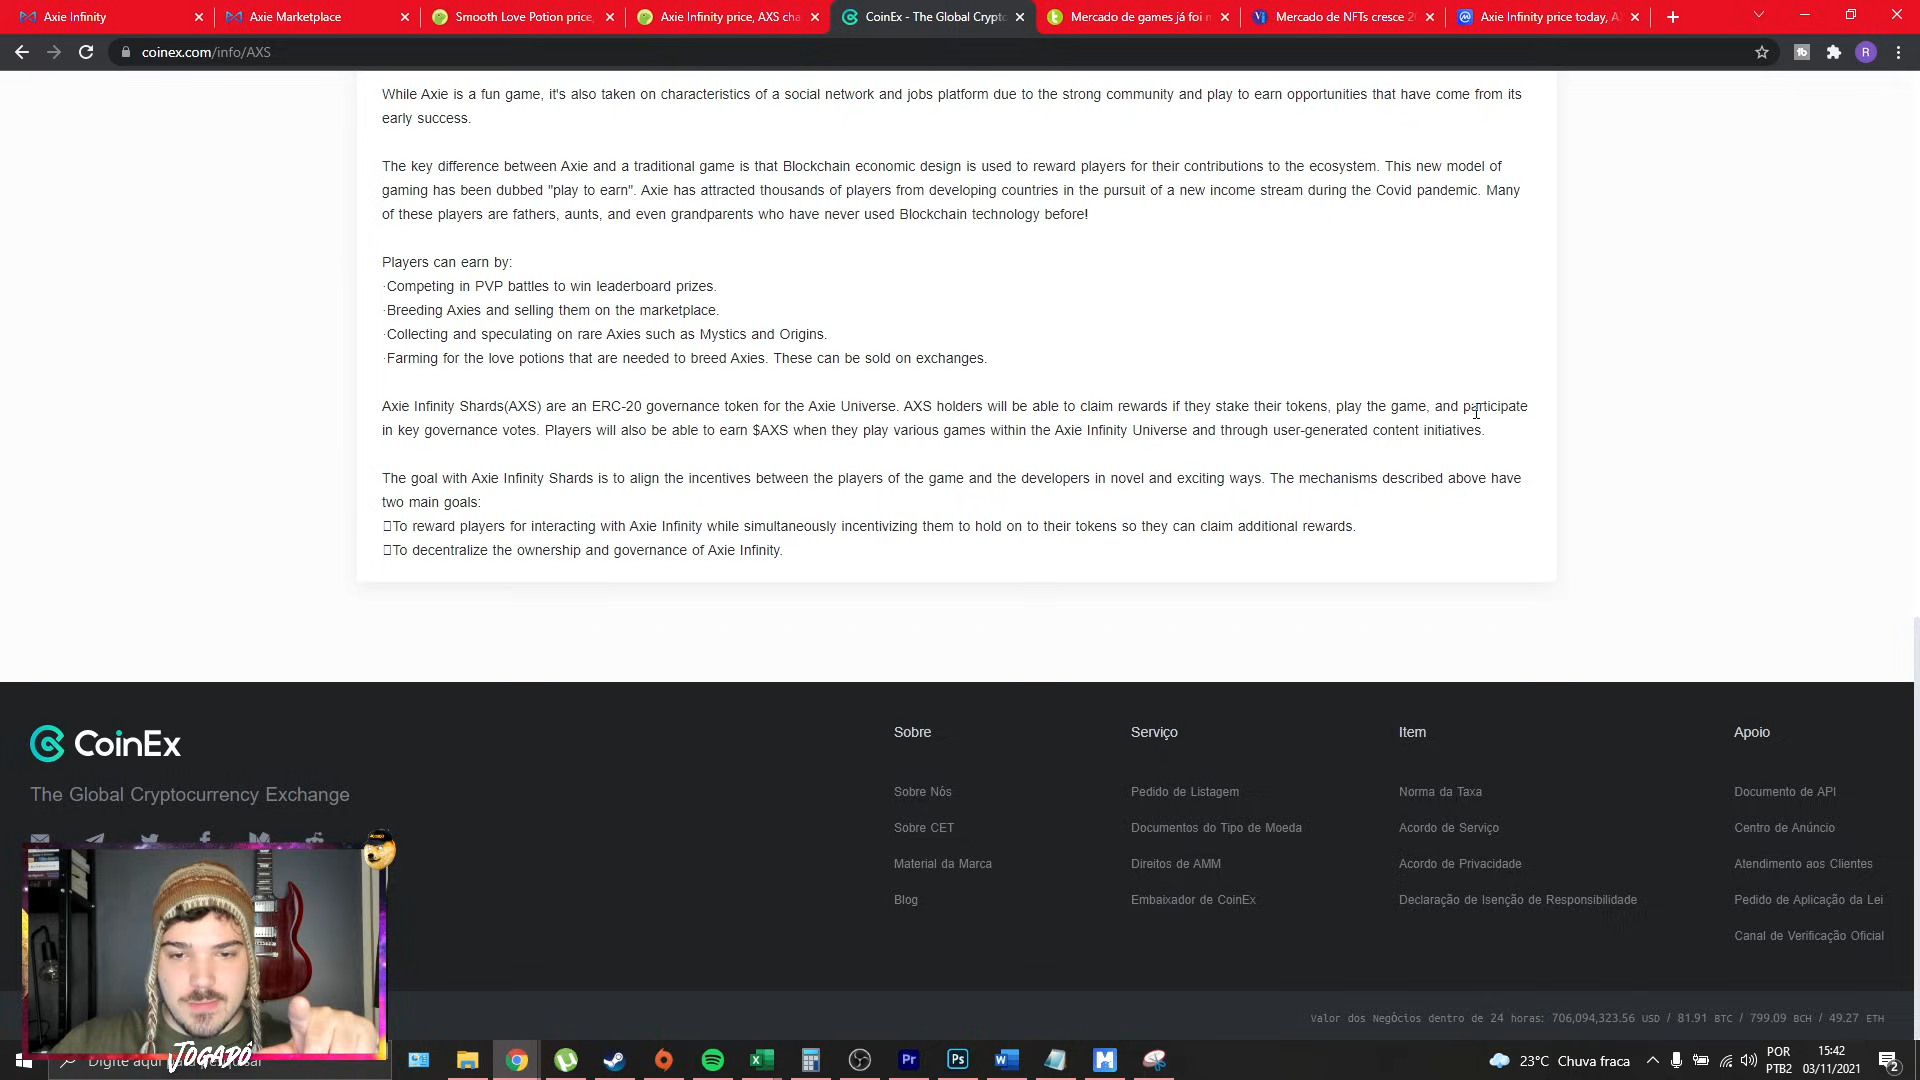 Axie Infinity
Axie Marketplace
Smooth Love Potion price,
Axie Infinity price, AXS cha
CoinEx - The Global Crypto
Mercado de games já foi m
Mercado de NFTs cresce 20
Axie Infinity price today, A
coinex.com/info/AXS
R
While Axie is a fun game, it's also taken on characteristics of a social network and jobs platform due to the strong community and play to earn opportunities that have come from its
early success.
The key difference between Axie and a traditional game is that Blockchain economic design is used to reward players for their contributions to the ecosystem. This new model of
gaming has been dubbed "play to earn". Axie has attracted thousands of players from developing countries in the pursuit of a new income stream during the Covid pandemic. Many
of these players are fathers, aunts, and even grandparents who have never used Blockchain technology before!
Players can earn by:
·Competing in PVP battles to win leaderboard prizes.
·Breeding Axies and selling them on the marketplace.
·Collecting and speculating on rare Axies such as Mystics and Origins.
·Farming for the love potions that are needed to breed Axies. These can be sold on exchanges.
Axie Infinity Shards(AXS) are an ERC-20 governance token for the Axie Universe. AXS holders will be able to claim rewards if they stake their tokens, play the game, and participate
in key governance votes. Players will also be able to earn $AXS when they play various games within the Axie Infinity Universe and through user-generated content initiatives.
The goal with Axie Infinity Shards is to align the incentives between the players of the game and the developers in novel and exciting ways. The mechanisms described above have
two main goals:
To reward players for interacting with Axie Infinity while simultaneously incentivizing them to hold on to their tokens so they can claim additional rewards.
To decentralize the ownership and governance of Axie Infinity.
CoinEx
The Global Cryptocurrency Exchange
Sobre
Sobre Nós
Sobre CET
Material da Marca
Blog
Serviço
Pedido de Listagem
Documentos do Tipo de Moeda
Direitos de AMM
Embaixador de CoinEx
Item
Norma da Taxa
Acordo de Serviço
Acordo de Privacidade
Declaração de Isenção de Responsibilidade
Apoio
Documento de API
Centro de Anúncio
Atendimento aos Clientes
Pedido de Aplicação da Lei
Canal de Verificação Oficial
Valor dos Negócios dentro de 24 horas: 706,094,323.56 USD / 81.91 BTC / 799.09 BCH / 49.27 ETH
JOGADÔ
Digite aqui para pesquisar
Pr
Ps
23°C Chuva fraca
POR
PTB2
15:42
03/11/2021
2